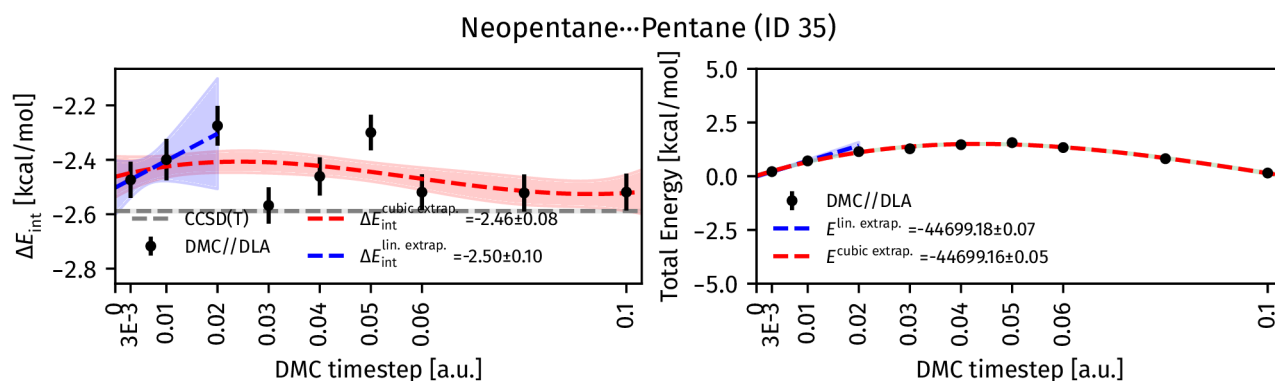 Neopentane···Pentane (ID 35)
ΔE_int [kcal/mol]
−2.2
−2.4
−2.6
−2.8
CCSD(T)
DMC//DLA
ΔE_int^cubic extrap. =-2.46±0.08
ΔE_int^lin. extrap. =-2.50±0.10
0
3E-3
0.01
0.02
0.03
0.04
0.05
0.06
0.1
DMC timestep [a.u.]
Total Energy [kcal/mol]
5.0
2.5
0.0
−2.5
−5.0
DMC//DLA
E^lin. extrap. =-44699.18±0.07
E^cubic extrap. =-44699.16±0.05
0
3E-3
0.01
0.02
0.03
0.04
0.05
0.06
0.1
DMC timestep [a.u.]